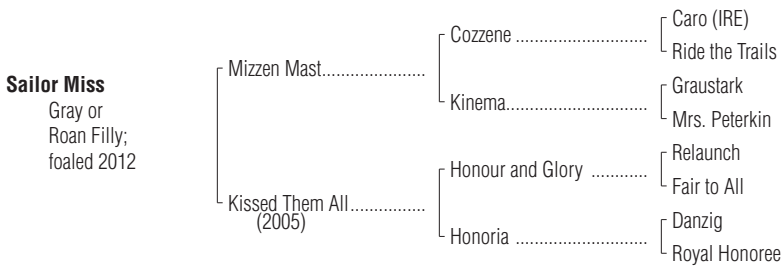 Sailor Miss
Gray or
Roan Filly;
foaled 2012
Mizzen Mast......................
Kissed Them All................
(2005)
Cozzene ............................
Kinema..............................
Honour and Glory ............
Honoria ............................
Caro (IRE)
Ride the Trails
Graustark
Mrs. Peterkin
Relaunch
Fair to All
Danzig
Royal Honoree